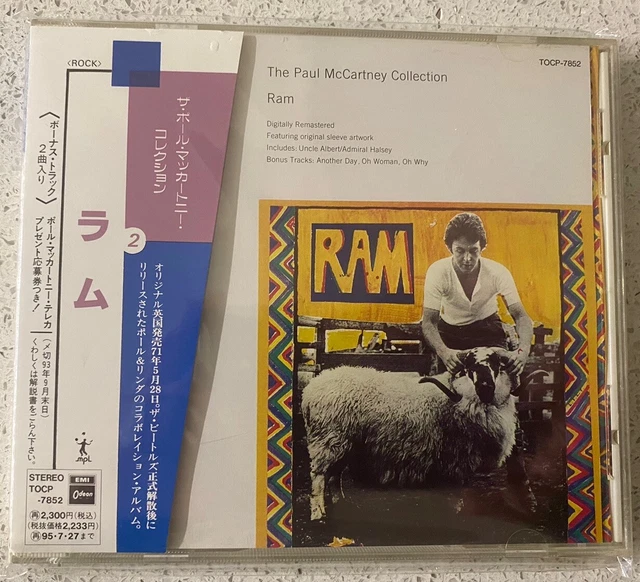 〈ROCK〉
〈ボーナス・トラック
2曲入り〉
ポール・マッカートニー・テレカ
プレゼント応募券つき!
(〆切93年9月末日)
くわしくは解説書をごらん下さい。
ラム
mpl
STEREO
TOCP
-7852
EMI
Odeon
再2,300円(税込)
(税抜価格2,233円)
再95・7・27まで
ザ・ポール・マッカートニー・
コレクション
2
オリジナル英国発売71年5月28日。ザ・ビートルズ正式解散後に
リリースされたポール&リンダのコラボレイション・アルバム。
TOCP-7852
The Paul McCartney Collection
Ram
Digitally Remastered
Featuring original sleeve artwork
Includes: Uncle Albert/Admiral Halsey
Bonus Tracks: Another Day, Oh Woman, Oh Why
RAM